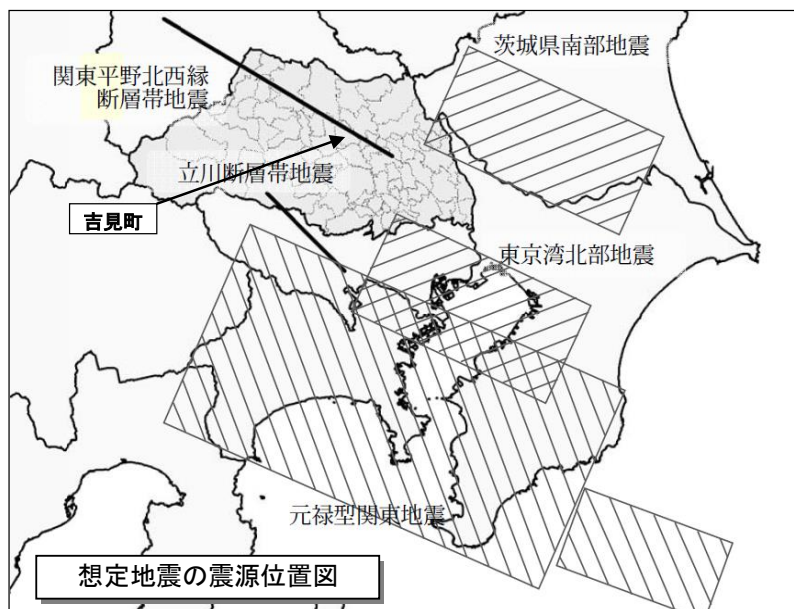 茨城県南部地震
関東平野北西縁
断層帯地震
立川断層帯地震
吉見町
東京湾北部地震
元禄型関東地震
想定地震の震源位置図